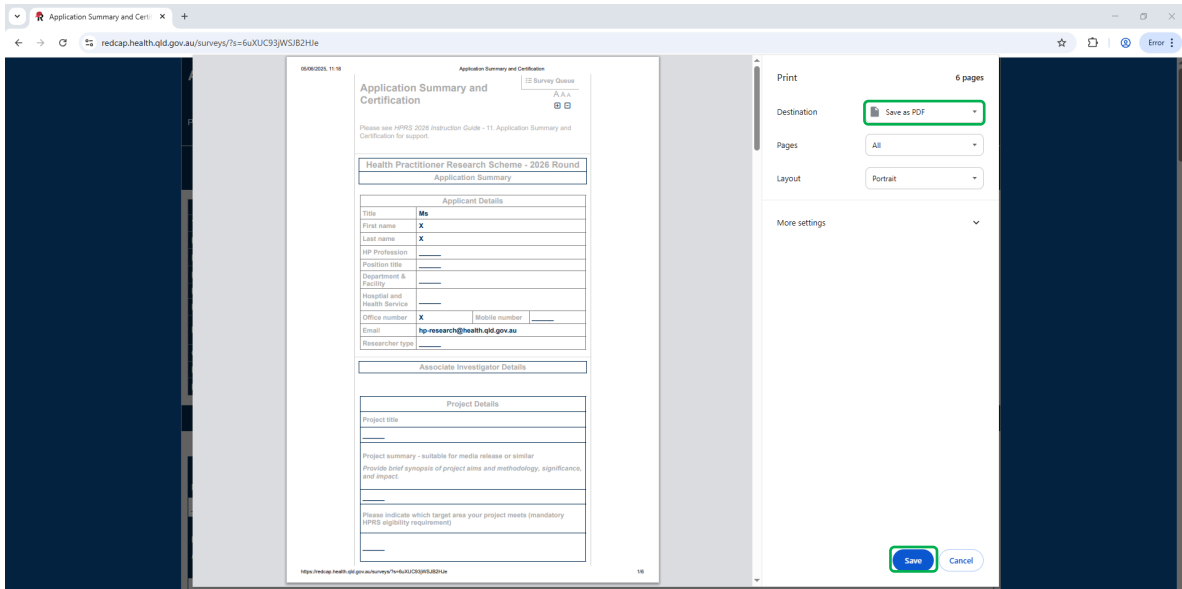 Application Summary and Certi
redcap.health.qld.gov.au/surveys/?s=6uXUC93jWSJB2HJe
Error
05/08/2025, 11:18
Application Summary and Certification
Application Summary and
Certification
Survey Queue
A A A
Please see HPRS 2026 Instruction Guide - 11. Application Summary and
Certification for support.
Health Practitioner Research Scheme - 2026 Round
Application Summary
Applicant Details
Title Ms
First name X
Last name X
HP Profession
Position title
Department &
Facility
Hosptial and
Health Service
Office number X Mobile number
Email hp-research@health.qld.gov.au
Researcher type
Associate Investigator Details
Project Details
Project title
Project summary - suitable for media release or similar
Provide brief synopsis of project aims and methodology, significance,
and impact.
Please indicate which target area your project meets (mandatory
HPRS elgibility requirement)
https://redcap.health.qld.gov.au/surveys/?s=6uXUC93jWSJB2HJe
1/6
Print 6 pages
Destination Save as PDF
Pages All
Layout Portrait
More settings
Save Cancel